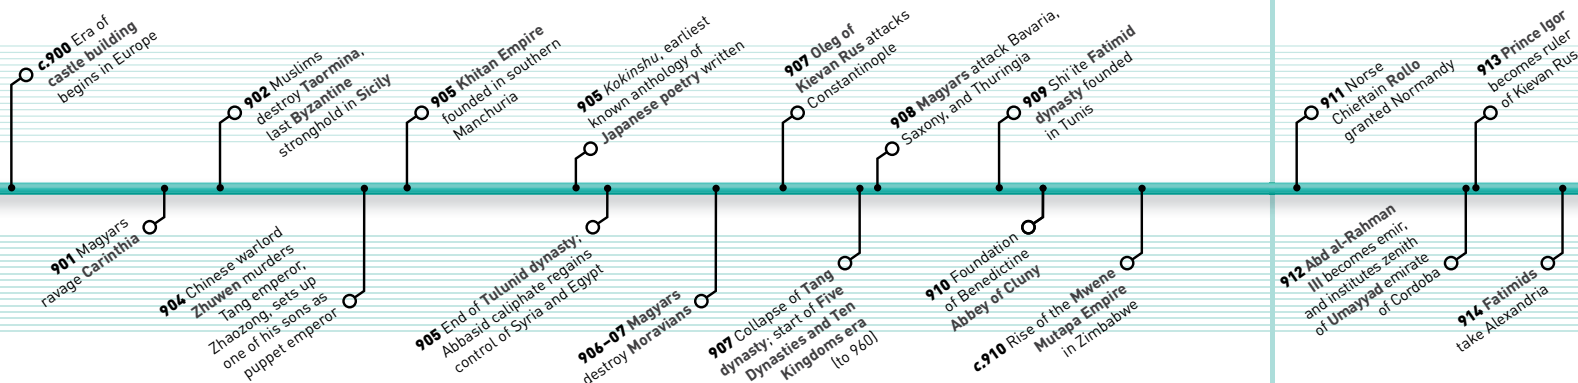 c.900 Era of
castle building
begins in Europe
901 Magyars
ravage Carinthia
902 Muslims
destroy Taormina,
last Byzantine
stronghold in Sicily
904 Chinese warlord
Zhuwen murders
Tang emperor,
Zhaozong, sets up
one of his sons as
puppet emperor
905 Khitan Empire
founded in southern
Manchuria
905 Kokinshu, earliest
known anthology of
Japanese poetry written
905 End of Tulunid dynasty;
Abbasid caliphate regains
control of Syria and Egypt
906–07 Magyars
destroy Moravians
907 Oleg of
Kievan Rus attacks
Constantinople
907 Collapse of Tang
dynasty; start of Five
Dynasties and Ten
Kingdoms era
[to 960]
908 Magyars attack Bavaria,
Saxony, and Thuringia
909 Shi'ite Fatimid
dynasty founded
in Tunis
910 Foundation
of Benedictine
Abbey of Cluny
c.910 Rise of the Mwene
Mutapa Empire
in Zimbabwe
911 Norse
Chieftain Rollo
granted Normandy
912 Abd al-Rahman
III becomes emir,
and institutes zenith
of Umayyad emirate
of Cordoba
913 Prince Igor
becomes ruler
of Kievan Rus
914 Fatimids
take Alexandria